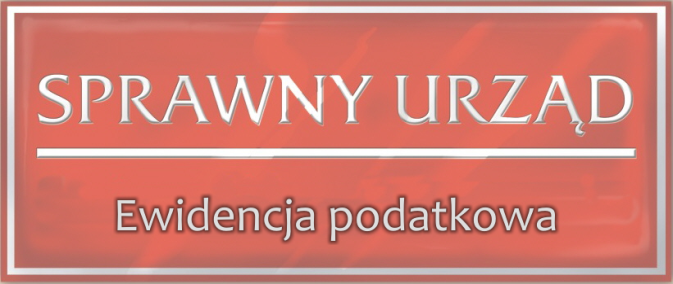 SPRAWNY URZĄD
Ewidencja podatkowa